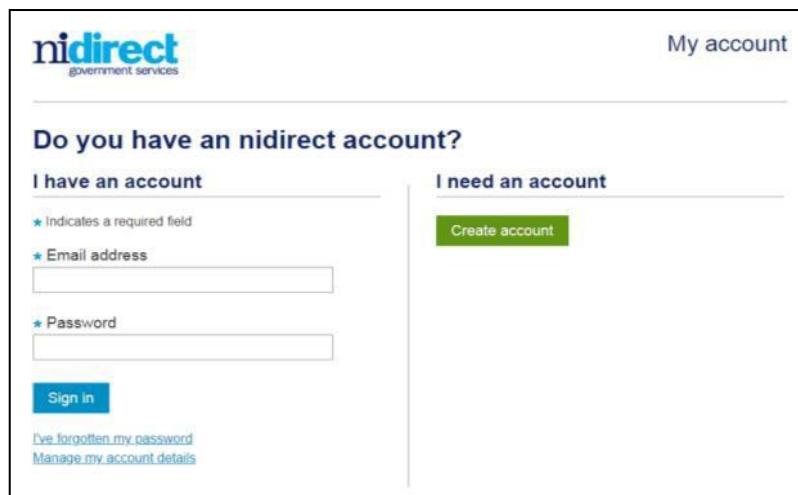 nidirect
government services
My account
Do you have an nidirect account?
I have an account
★ Indicates a required field
★ Email address
★ Password
Sign in
I've forgotten my password
Manage my account details
I need an account
Create account